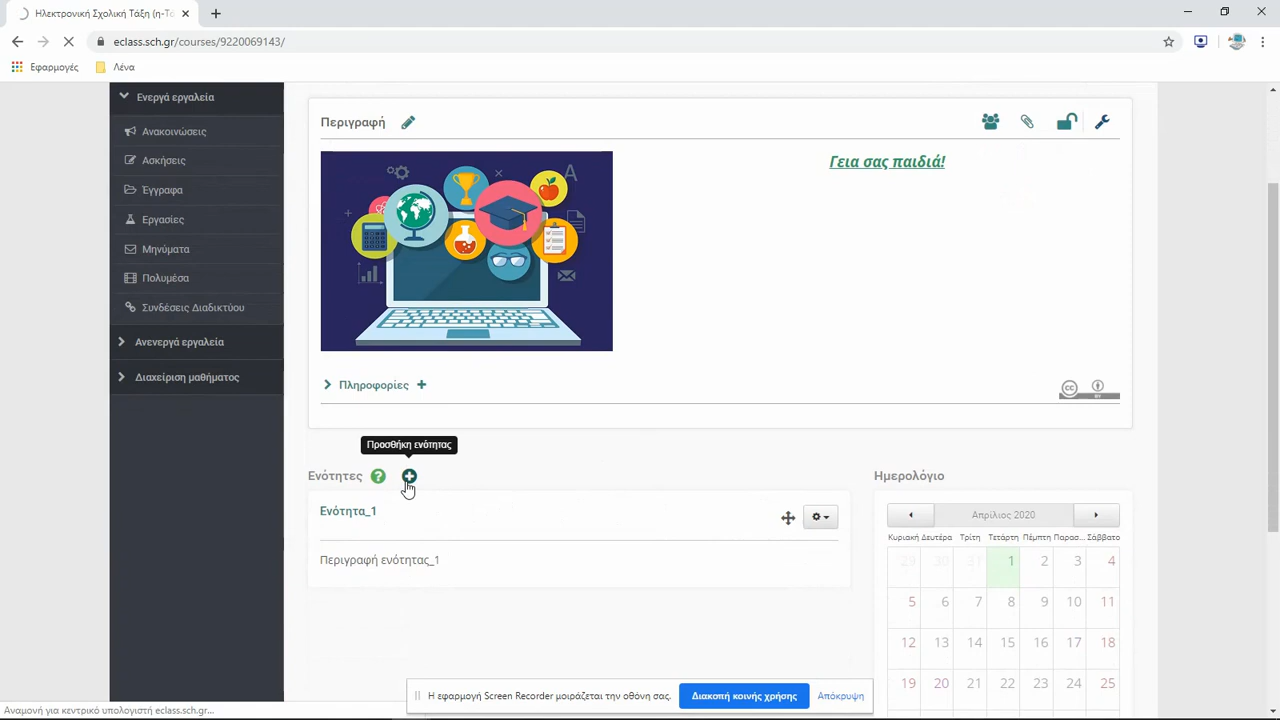 Ηλεκτρονική Σχολική Τάξη (η-Τά
eclass.sch.gr/courses/9220069143/
Εφαρμογές
Λένα
Ενεργά εργαλεία
Ανακοινώσεις
Ασκήσεις
Έγγραφα
Εργασίες
Μηνύματα
Πολυμέσα
Συνδέσεις Διαδικτύου
Ανενεργά εργαλεία
Διαχείριση μαθήματος
Περιγραφή
Γεια σας παιδιά!
A
Πληροφορίες
cc BY
Προσθήκη ενότητας
Ενότητες ?
Ενότητα_1
Περιγραφή ενότητας_1
Ημερολόγιο
Απρίλιος 2020
Κυριακή Δευτέρα Τρίτη Τετάρτη Πέμπτη Παρασ... Σάββατο
29 30 31 1 2 3 4
5 6 7 8 9 10 11
12 13 14 15 16 17 18
19 20 21 22 23 24 25
Η εφαρμογή Screen Recorder μοιράζεται την οθόνη σας.
Διακοπή κοινής χρήσης
Απόκρυψη
Αναμονή για κεντρικό υπολογιστή eclass.sch.gr...